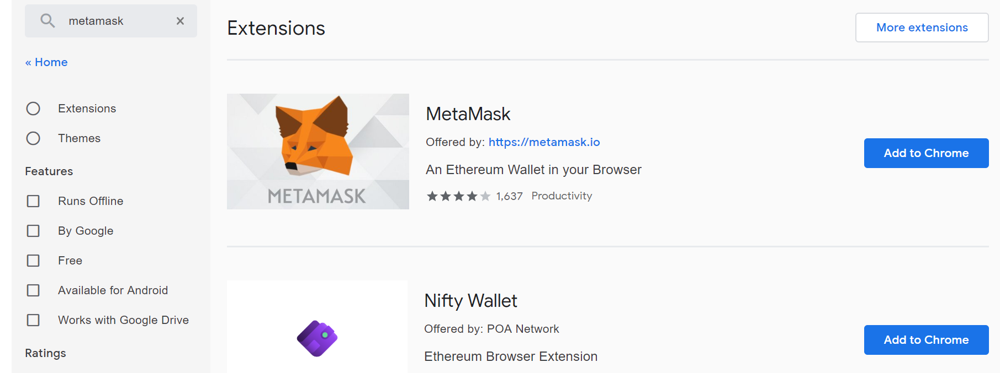 metamask
« Home
Extensions
Themes
Features
Runs Offline
By Google
Free
Available for Android
Works with Google Drive
Ratings
Extensions
More extensions
METAMASK
MetaMask
Offered by: https://metamask.io
An Ethereum Wallet in your Browser
1,637 Productivity
Add to Chrome
Nifty Wallet
Offered by: POA Network
Ethereum Browser Extension
Add to Chrome